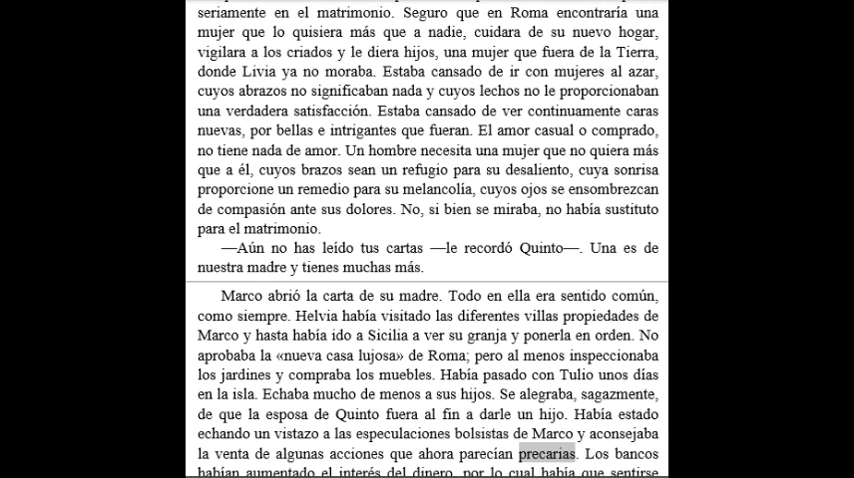 seriamente en el matrimonio. Seguro que en Roma encontraría una
mujer que lo quisiera más que a nadie, cuidara de su nuevo hogar,
vigilara a los criados y le diera hijos, una mujer que fuera de la Tierra,
donde Livia ya no moraba. Estaba cansado de ir con mujeres al azar,
cuyos abrazos no significaban nada y cuyos lechos no le proporcionaban
una verdadera satisfacción. Estaba cansado de ver continuamente caras
nuevas, por bellas e intrigantes que fueran. El amor casual o comprado,
no tiene nada de amor. Un hombre necesita una mujer que no quiera más
que a él, cuyos brazos sean un refugio para su desaliento, cuya sonrisa
proporcione un remedio para su melancolía, cuyos ojos se ensombrezcan
de compasión ante sus dolores. No, si bien se miraba, no había sustituto
para el matrimonio.
—Aún no has leído tus cartas —le recordó Quinto—. Una es de
nuestra madre y tienes muchas más.
Marco abrió la carta de su madre. Todo en ella era sentido común,
como siempre. Helvia había visitado las diferentes villas propiedades de
Marco y hasta había ido a Sicilia a ver su granja y ponerla en orden. No
aprobaba la «nueva casa lujosa» de Roma; pero al menos inspeccionaba
los jardines y compraba los muebles. Había pasado con Tulio unos días
en la isla. Echaba mucho de menos a sus hijos. Se alegraba, sagazmente,
de que la esposa de Quinto fuera al fin a darle un hijo. Había estado
echando un vistazo a las especulaciones bolsistas de Marco y aconsejaba
la venta de algunas acciones que ahora parecían precarias. Los bancos
habían aumentado el interés del dinero, por lo cual había que sentirse